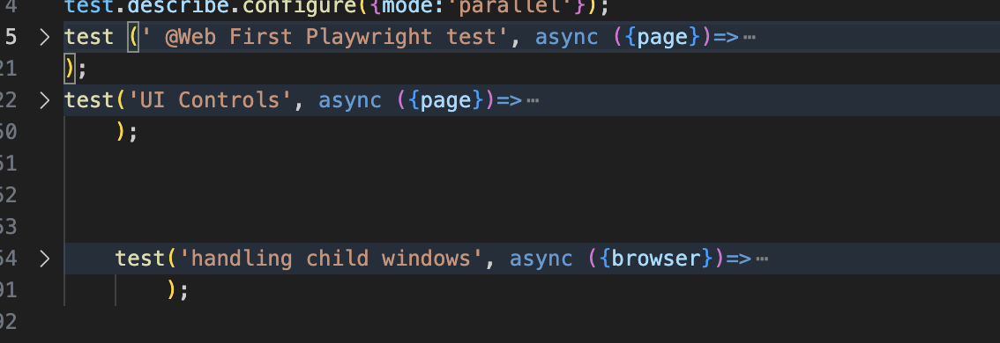 4 test.describe.configure({mode:'parallel'});
5 > test (' @Web First Playwright test', async ({page})=>⋯
21 );
22 > test('UI Controls', async ({page})=>⋯
50 );
51
52
53
54 > test('handling child windows', async ({browser})=>⋯
91 );
92